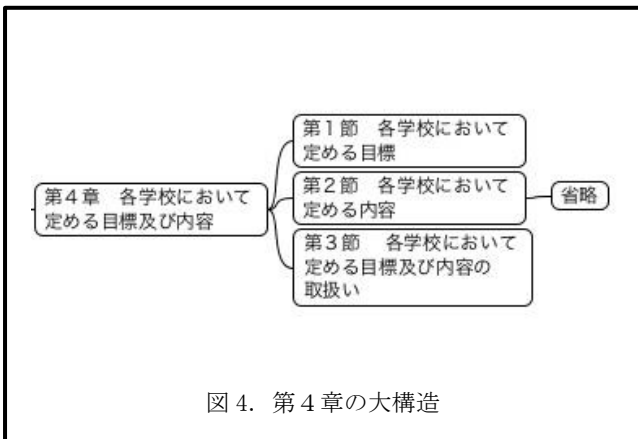 第4章　各学校において
定める目標及び内容
第1節　各学校において
定める目標
第2節　各学校において
定める内容
省略
第3節　各学校において
定める目標及び内容の
取扱い
図 4.  第４章の大構造